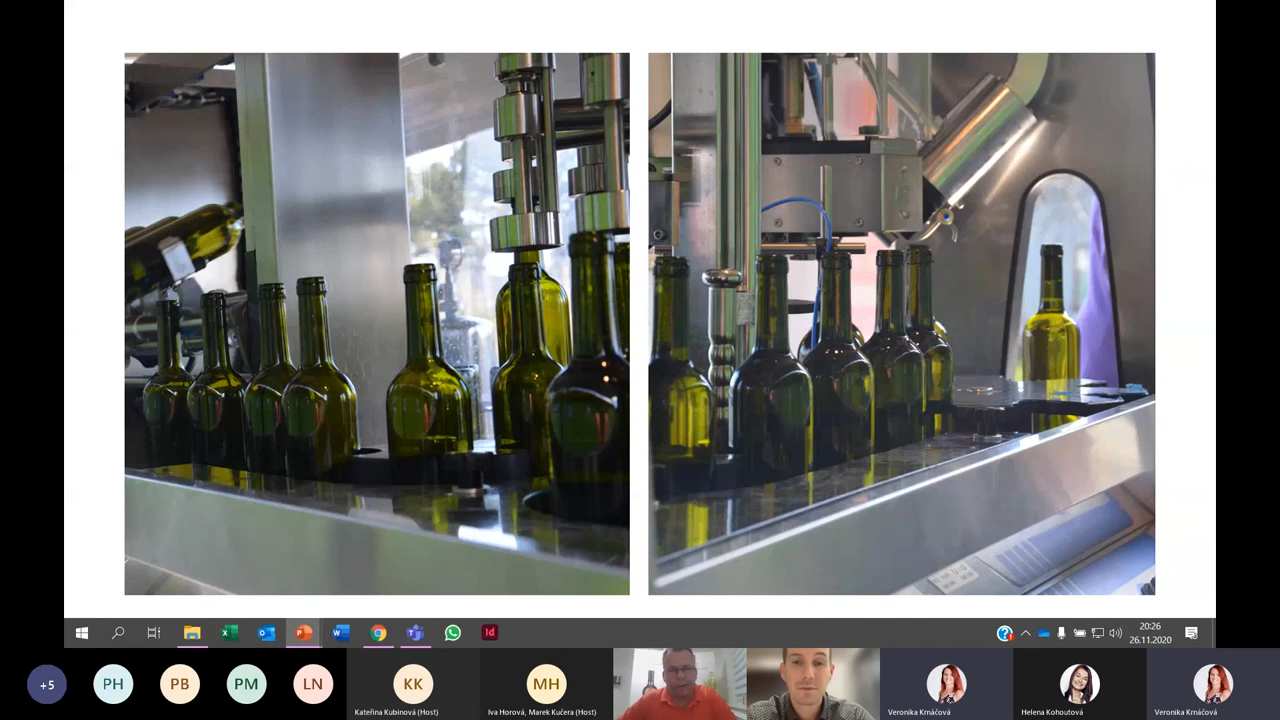 20:26
26.11.2020
+5
PH
PB
PM
LN
KK
Kateřina Kubinová (Host)
MH
Iva Horová, Marek Kučera (Host)
Veronika Krnáčová
Helena Kohoutová
Veronika Krnáčová
Id